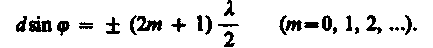 d sin φ = ± (2m + 1) λ/2 (m=0, 1, 2, ...).